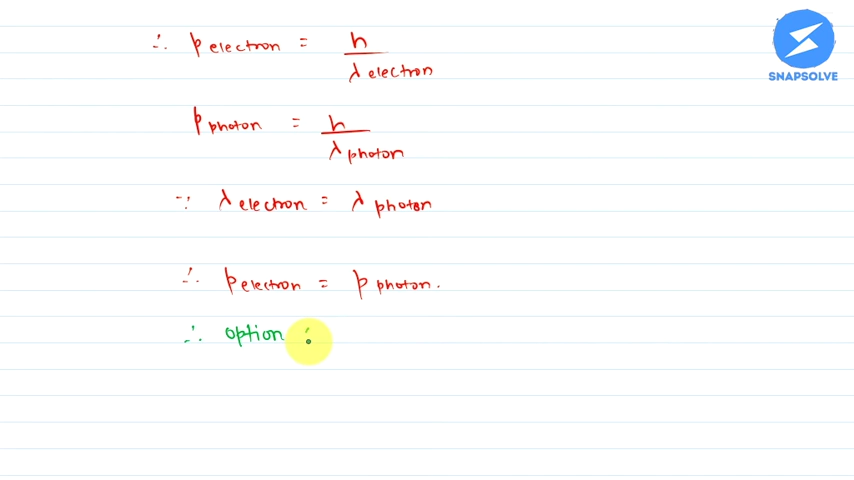 ∴ p electron = h / λ electron
SNAPSOLVE
p photon = h / λ photon
∵ λ electron = λ photon
∴ p electron = p photon.
∴ option